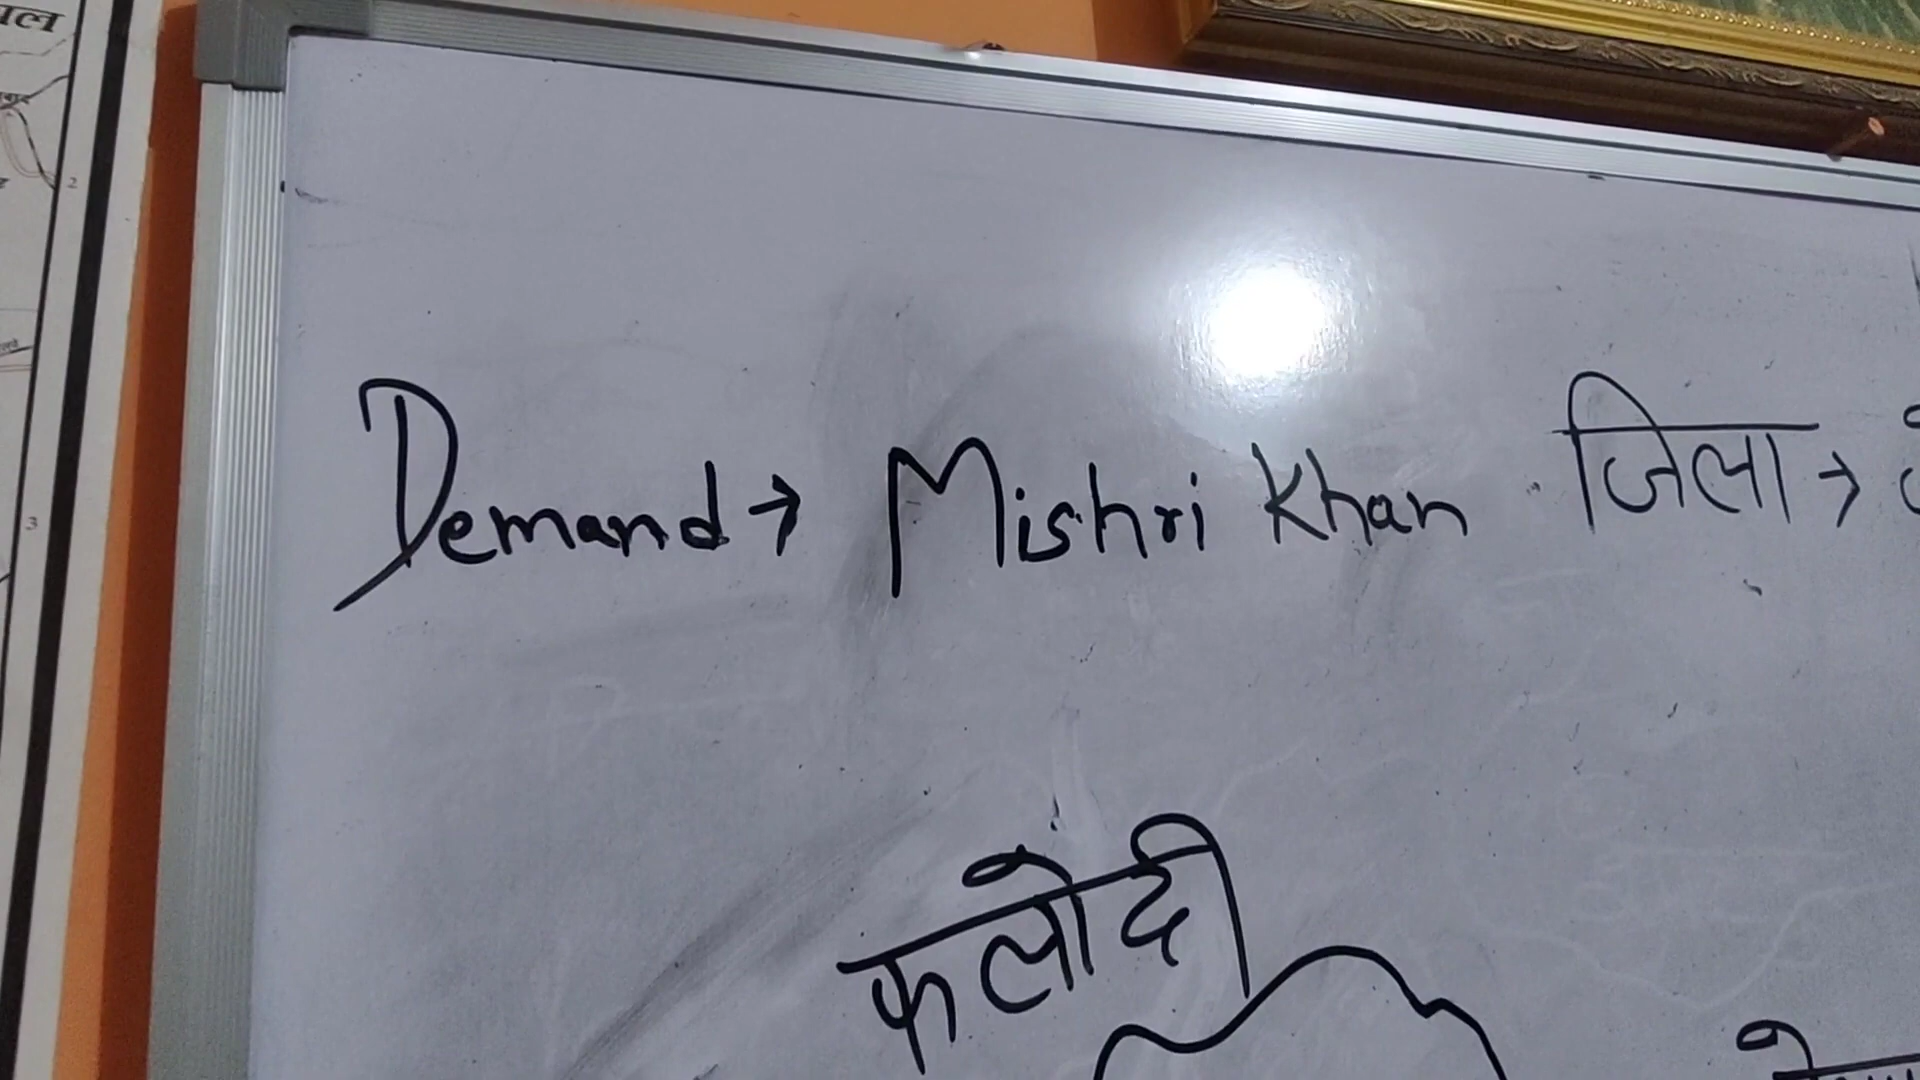 Demand → Mishri Khan जिला →
फलोदी